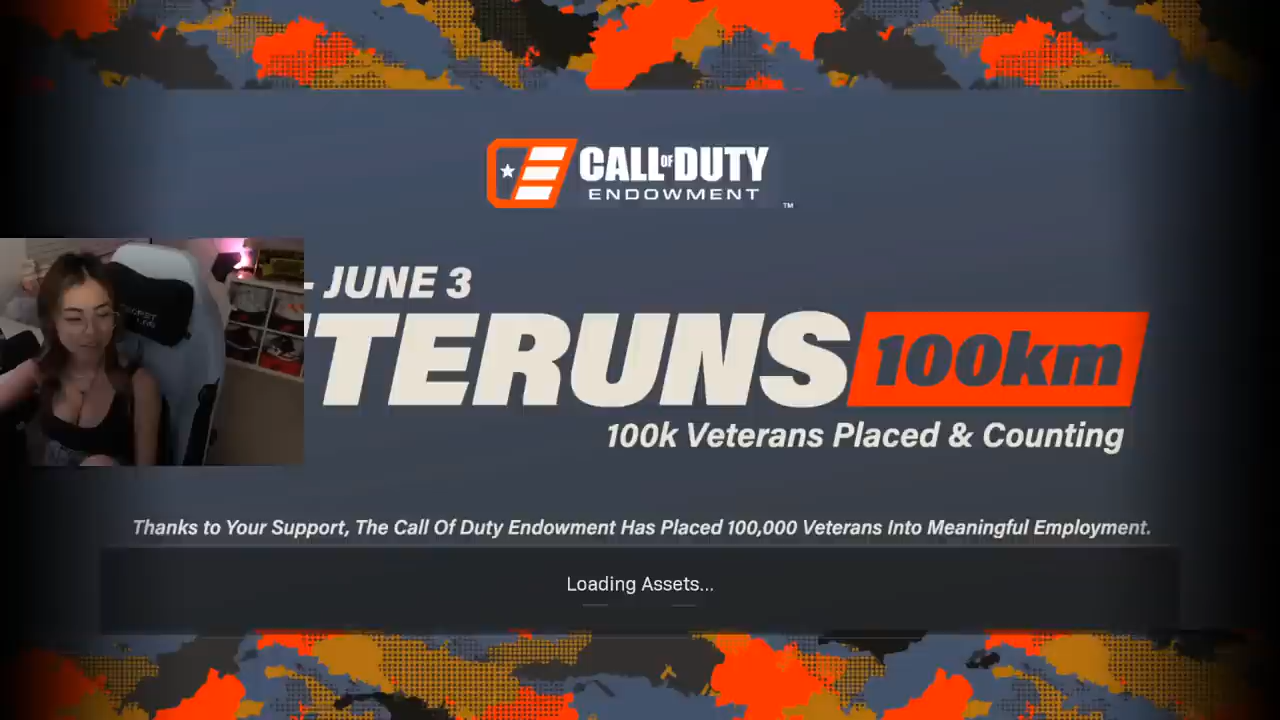 CALL OF DUTY
ENDOWMENT
™
- JUNE 3
TERUNS 100km
100k Veterans Placed & Counting
Thanks to Your Support, The Call Of Duty Endowment Has Placed 100,000 Veterans Into Meaningful Employment.
Loading Assets...